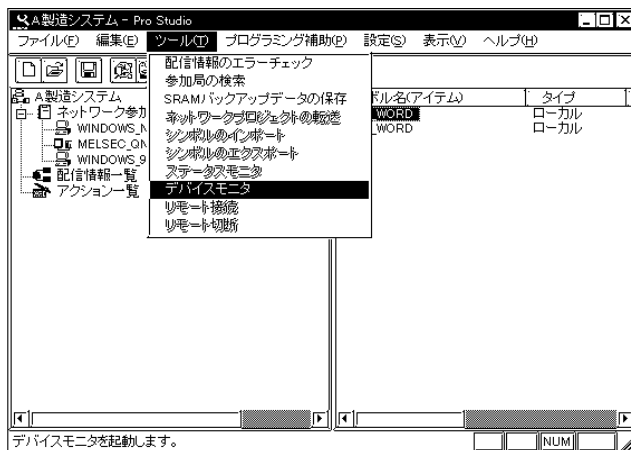 A製造システム - Pro Studio
ファイル(F) 編集(E) ツール(T) プログラミング補助(P) 設定(S) 表示(V) ヘルプ(H)
配信情報のエラーチェック
参加局の検索
SRAMバックアップデータの保存
ネットワークプロジェクトの転送
シンボルのインポート
シンボルのエクスポート
ステータスモニタ
デバイスモニタ
リモート接続
リモート切断
A製造システム
ネットワーク参加
WINDOWS_N
MELSEC_QN
WINDOWS_9
配信情報一覧
アクション一覧
ボル名(アイテム) タイプ
WORD ローカル
WORD ローカル
デバイスモニタを起動します。 NUM